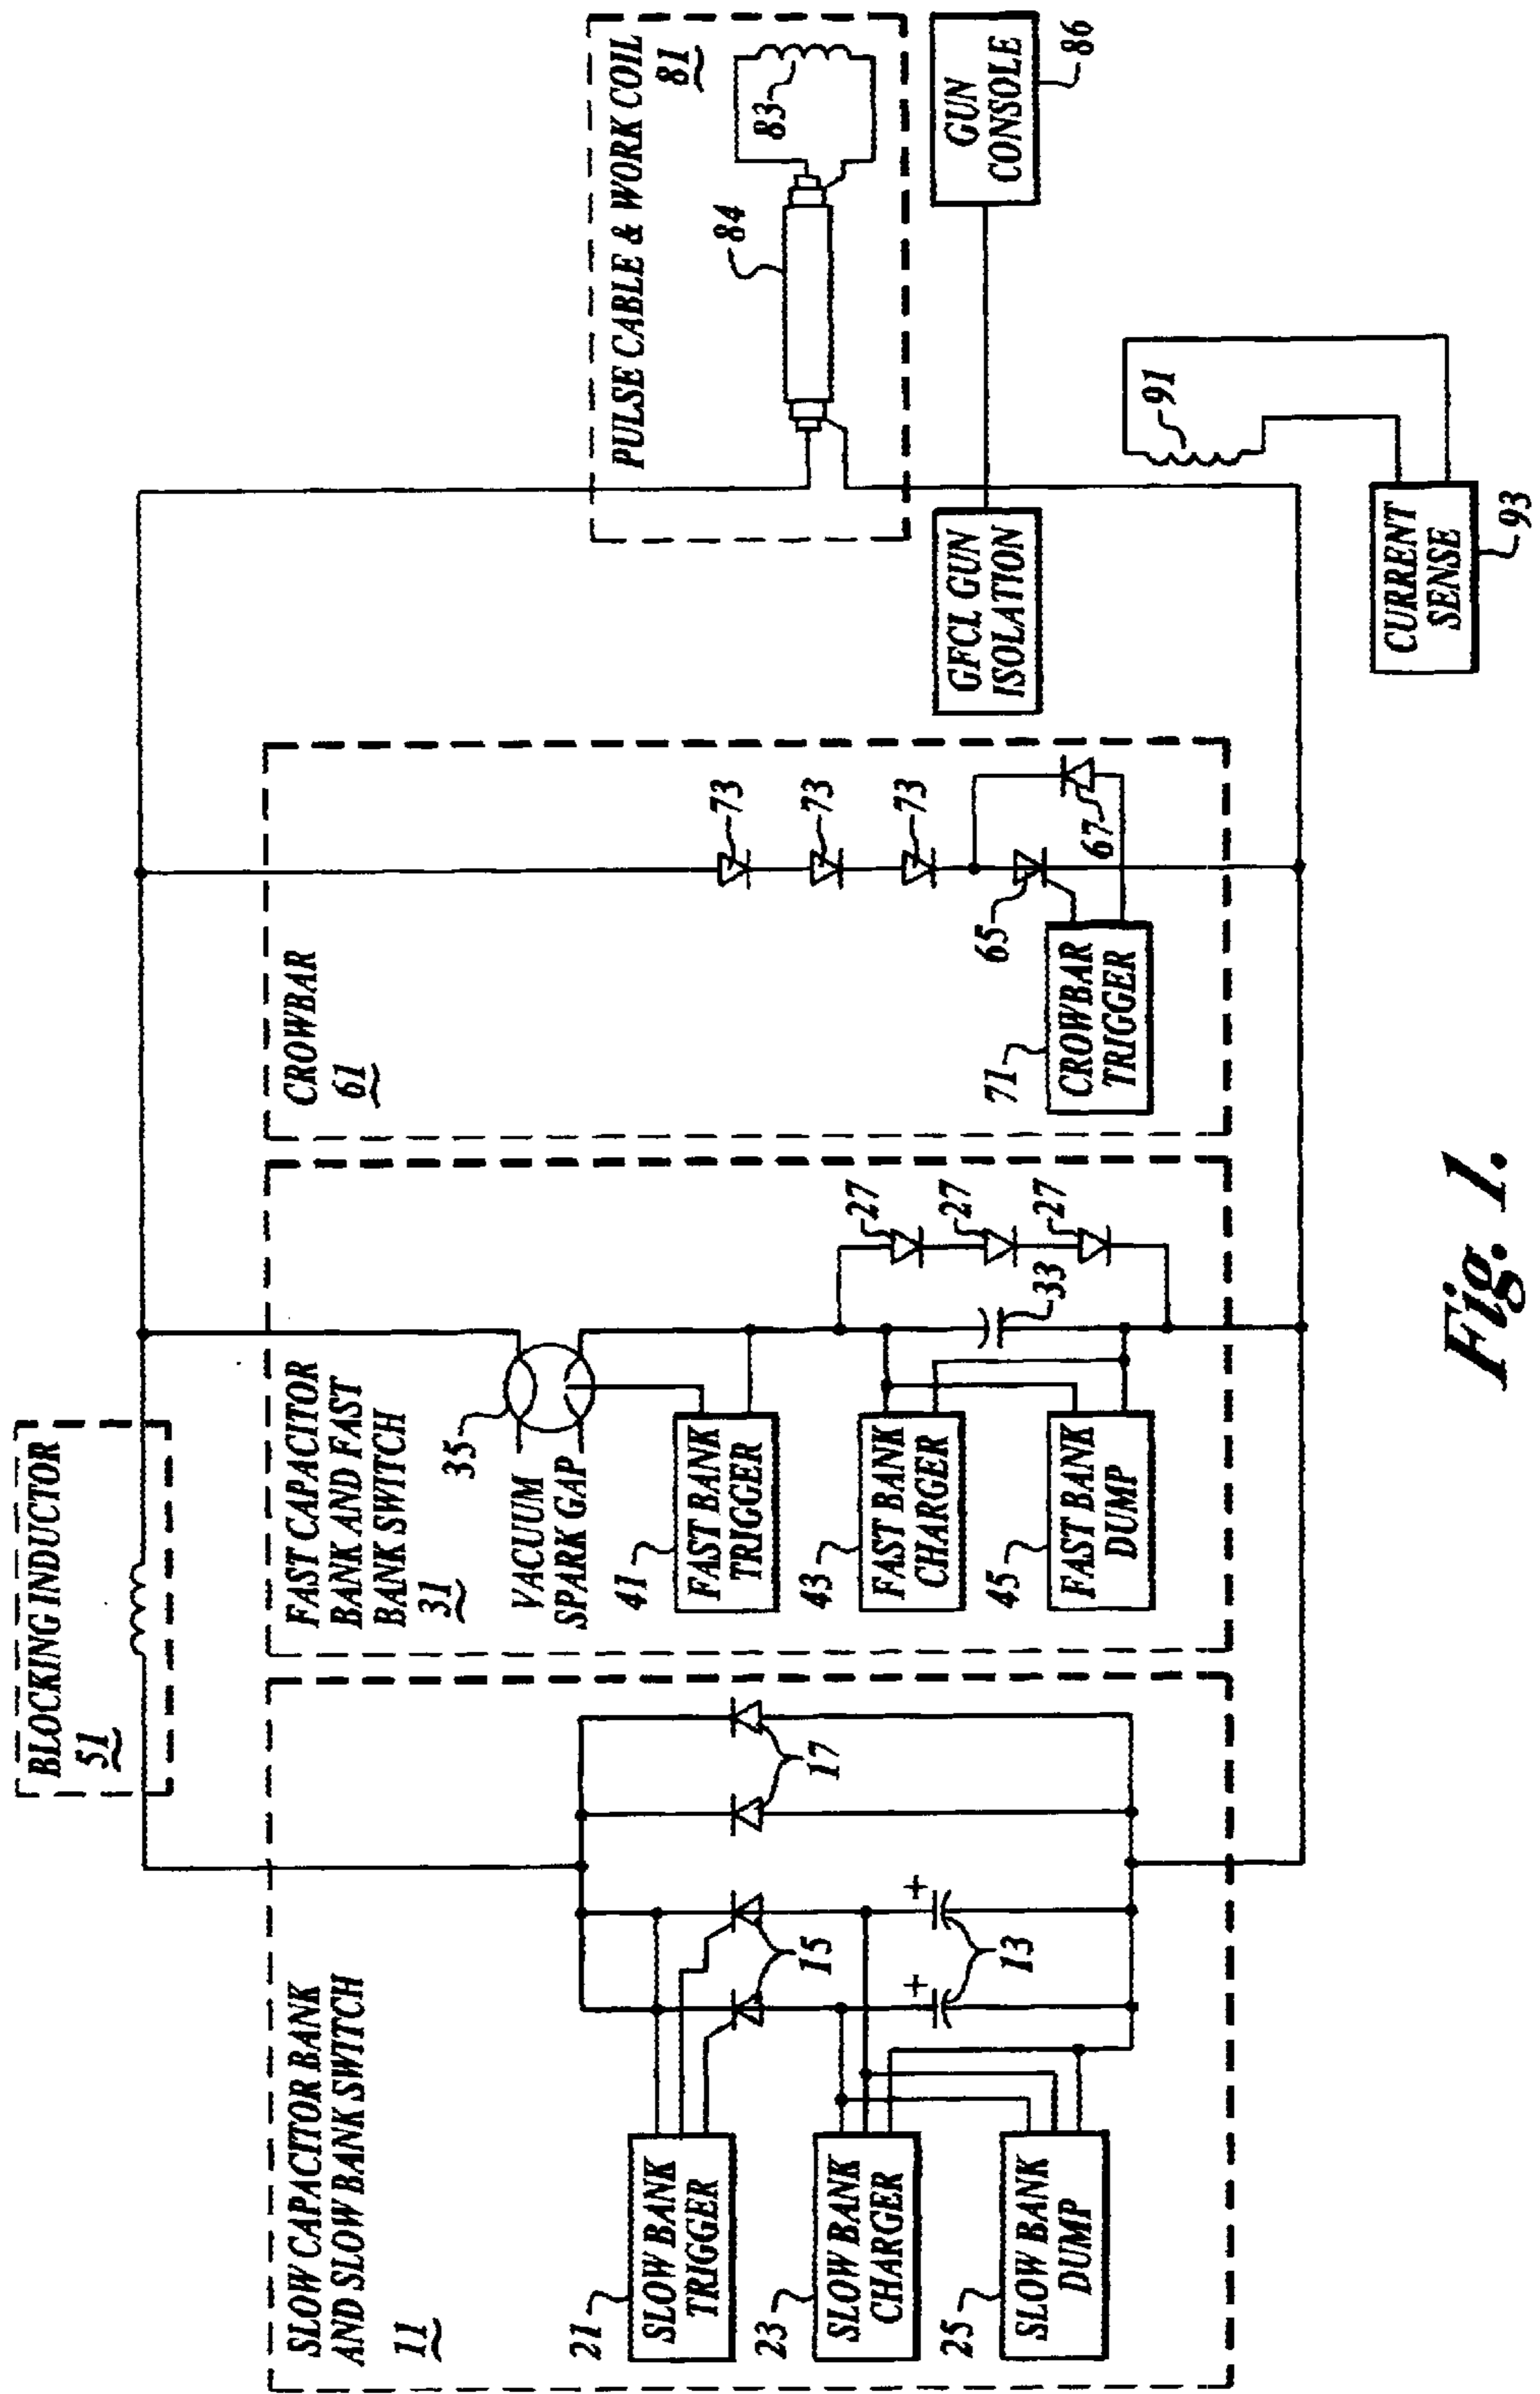 BLOCKING INDUCTOR
51
SLOW CAPACITOR BANK
AND SLOW BANK SWITCH
11
21
SLOW BANK
TRIGGER
23
SLOW BANK
CHARGER
25
SLOW BANK
DUMP
15
17
+
+
13
FAST CAPACITOR
BANK AND FAST
BANK SWITCH
31
35
VACUUM
SPARK GAP
41
FAST BANK
TRIGGER
43
FAST BANK
CHARGER
45
FAST BANK
DUMP
27
27
27
33
CROWBAR
61
73
73
73
65
67
71
CROWBAR
TRIGGER
PULSE CABLE & WORK COIL
81
83
84
GFCL GUN
ISOLATION
GUN
CONSOLE
86
91
CURRENT
SENSE
93
Fig. 1.